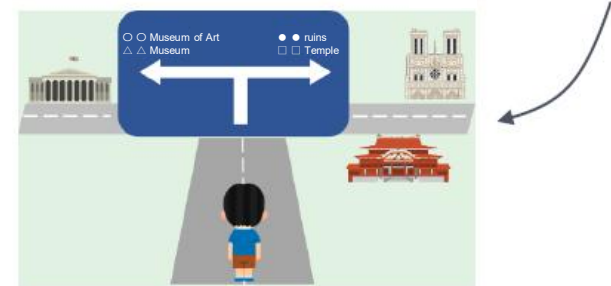 ○ ○ Museum of Art
△ △ Museum
● ● ruins
□ □ Temple